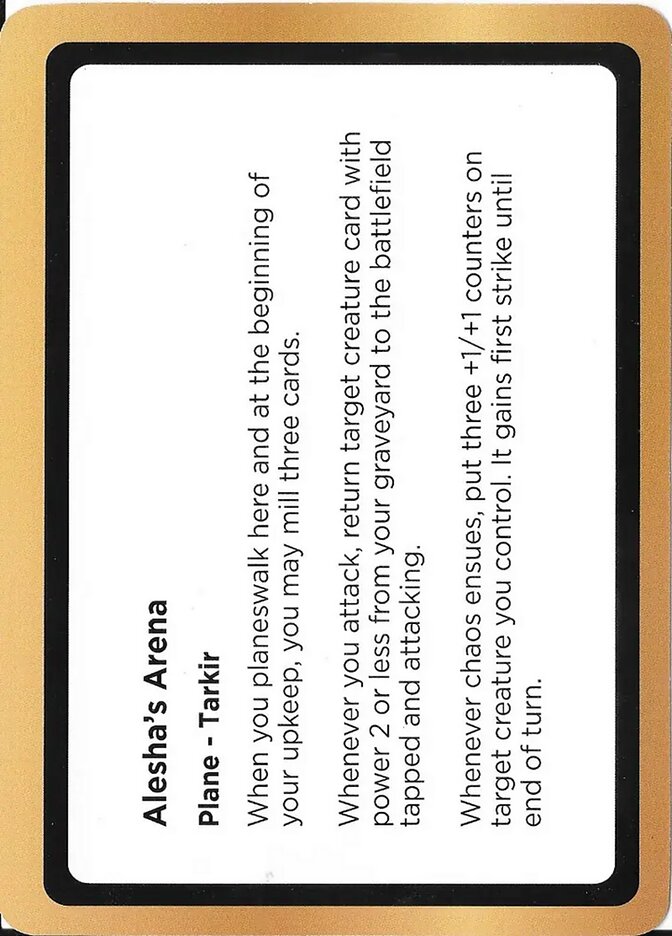 Alesha's Arena
Plane - Tarkir
When you planeswalk here and at the beginning of
your upkeep, you may mill three cards.
Whenever you attack, return target creature card with
power 2 or less from your graveyard to the battlefield
tapped and attacking.
Whenever chaos ensues, put three +1/+1 counters on
target creature you control. It gains first strike until
end of turn.